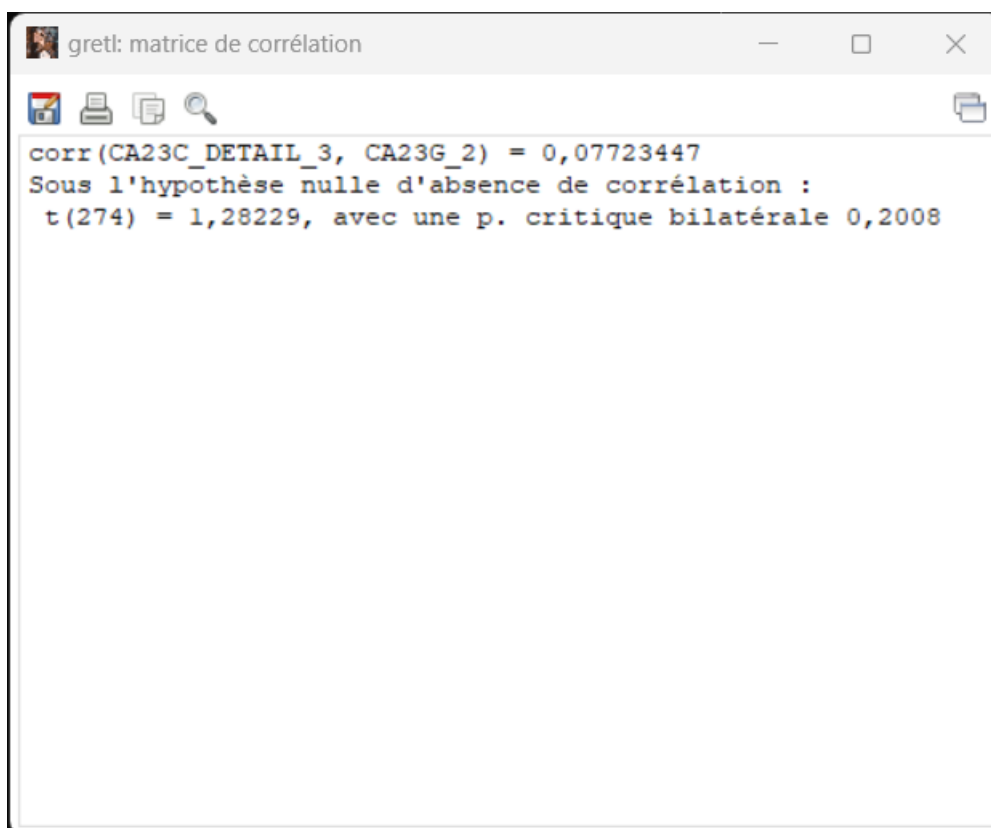 gretl: matrice de corrélation
corr(CA23C_DETAIL_3, CA23G_2) = 0,07723447
Sous l'hypothèse nulle d'absence de corrélation :
t(274) = 1,28229, avec une p. critique bilatérale 0,2008